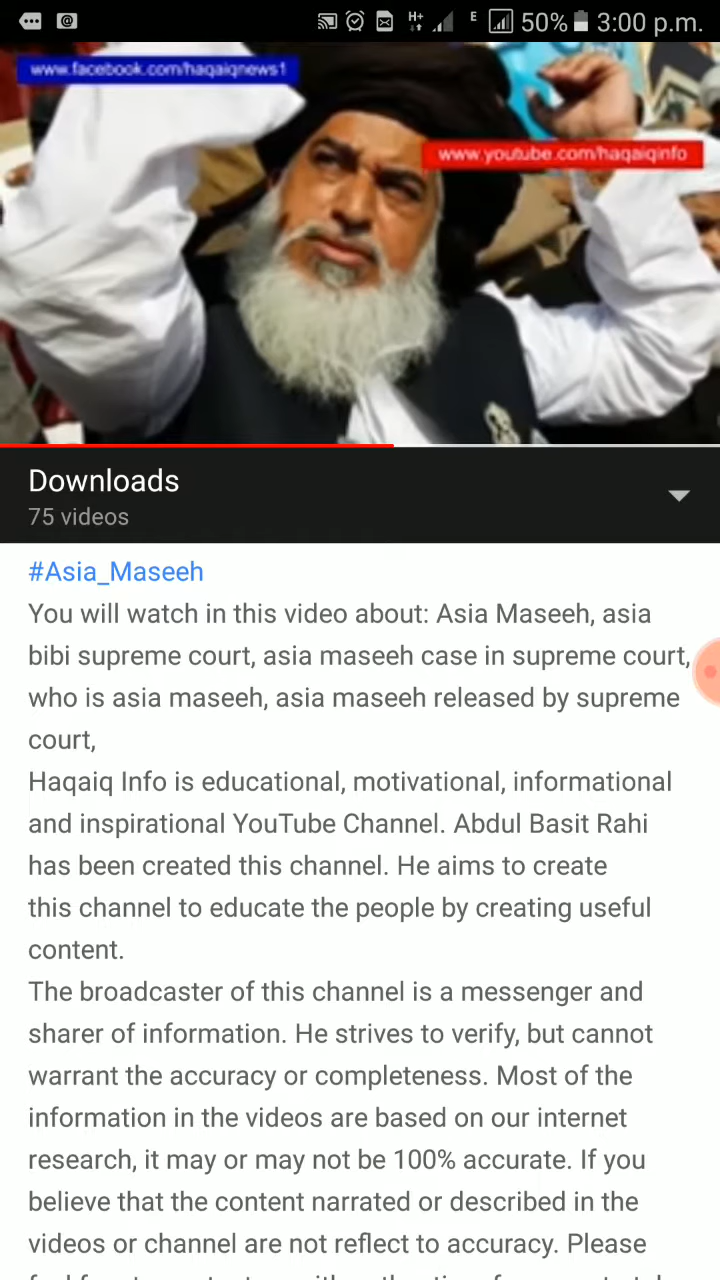 H+
E
50%
3:00 p.m.
www.facebook.com/haqaiqnews1
www.youtube.com/haqaiqinfo
Downloads
75 videos
#Asia_Maseeh
You will watch in this video about: Asia Maseeh, asia
bibi supreme court, asia maseeh case in supreme court,
who is asia maseeh, asia maseeh released by supreme
court,
Haqaiq Info is educational, motivational, informational
and inspirational YouTube Channel. Abdul Basit Rahi
has been created this channel. He aims to create
this channel to educate the people by creating useful
content.
The broadcaster of this channel is a messenger and
sharer of information. He strives to verify, but cannot
warrant the accuracy or completeness. Most of the
information in the videos are based on our internet
research, it may or may not be 100% accurate. If you
believe that the content narrated or described in the
videos or channel are not reflect to accuracy. Please